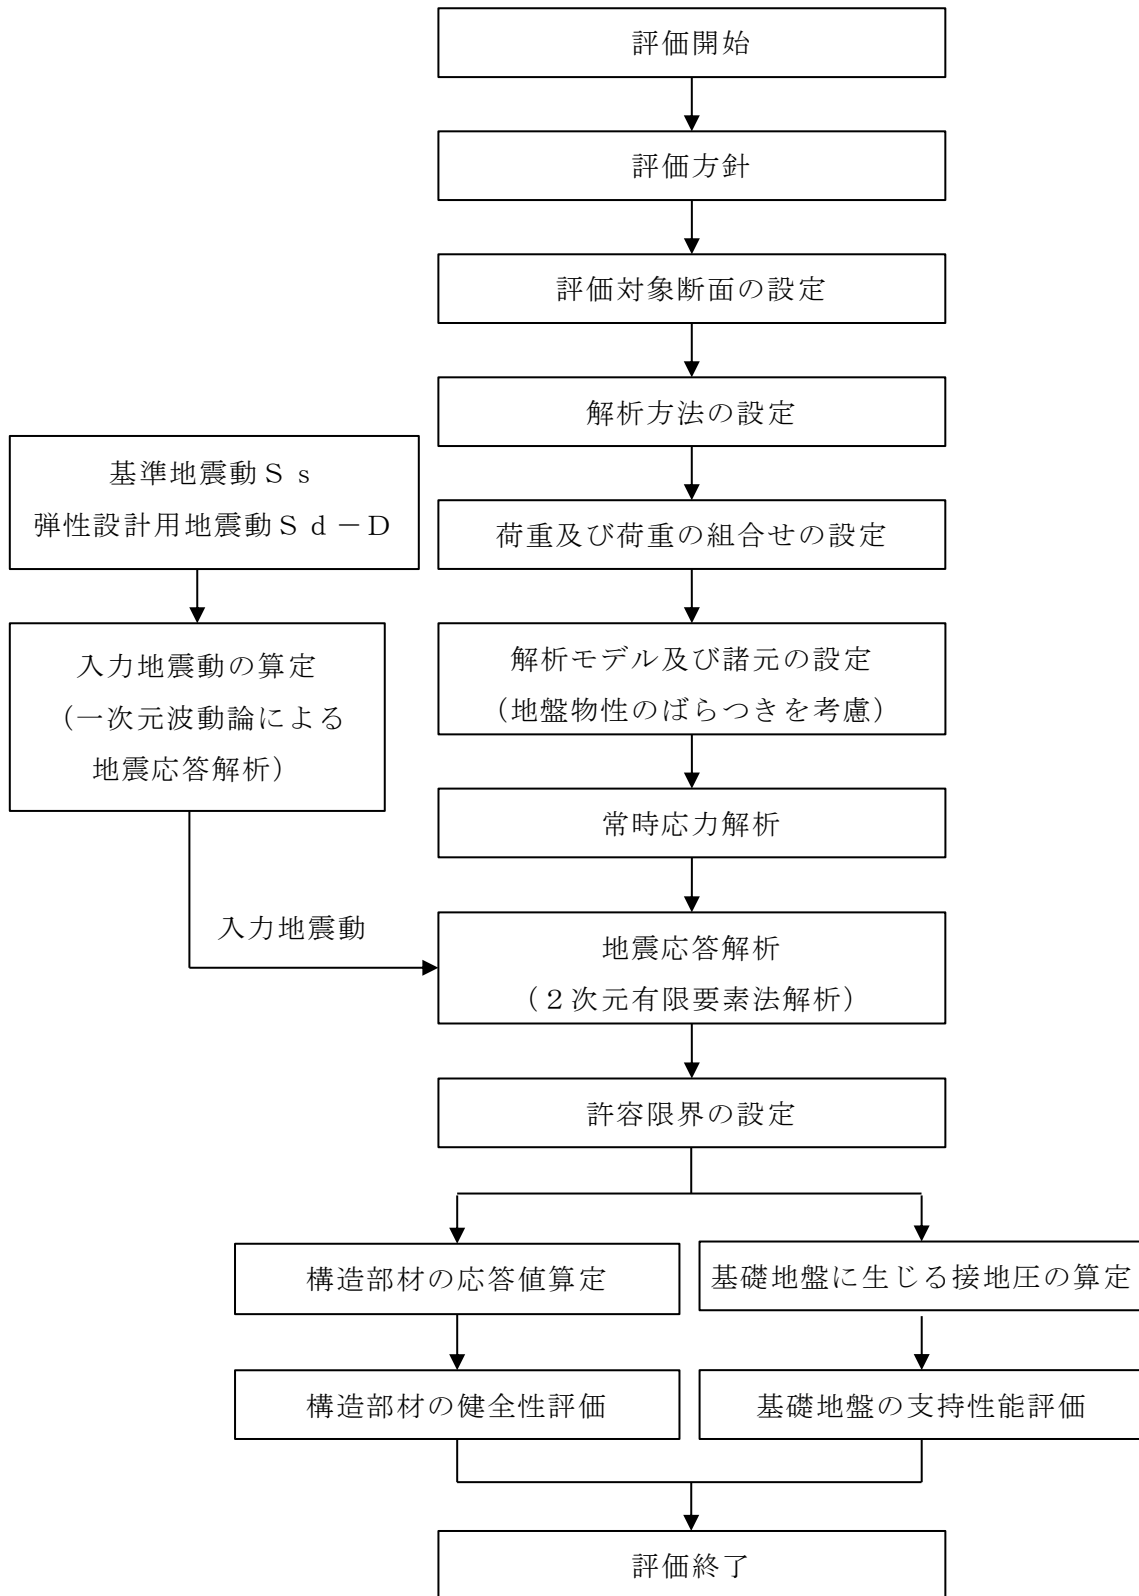 評価開始
評価方針
評価対象断面の設定
解析方法の設定
基準地震動Ｓｓ
弾性設計用地震動Ｓｄ－Ｄ
荷重及び荷重の組合せの設定
入力地震動の算定
（一次元波動論による
地震応答解析）
解析モデル及び諸元の設定
（地盤物性のばらつきを考慮）
常時応力解析
入力地震動
地震応答解析
（２次元有限要素法解析）
許容限界の設定
構造部材の応答値算定
基礎地盤に生じる接地圧の算定
構造部材の健全性評価
基礎地盤の支持性能評価
評価終了